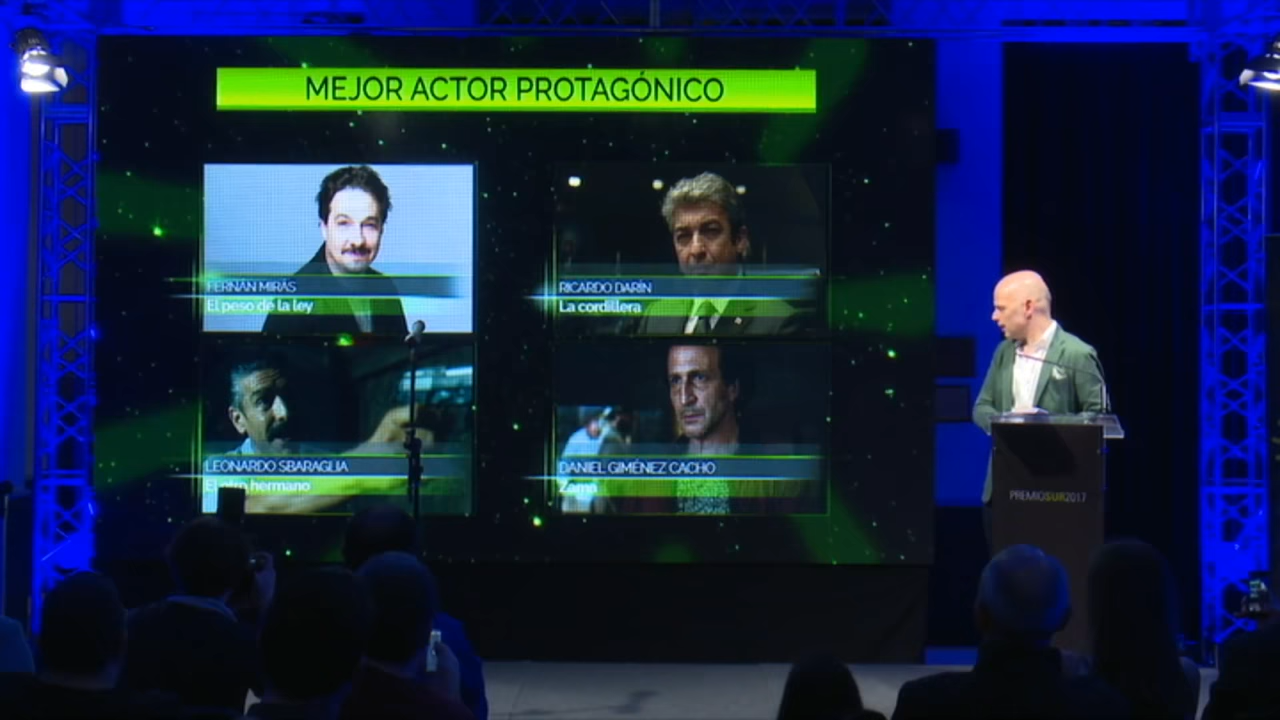 MEJOR ACTOR PROTAGÓNICO
FERNÁN MIRÁS
El peso de la ley
RICARDO DARÍN
La cordillera
LEONARDO SBARAGLIA
El otro hermano
DANIEL GIMÉNEZ CACHO
Zama
PREMIOSUR2017